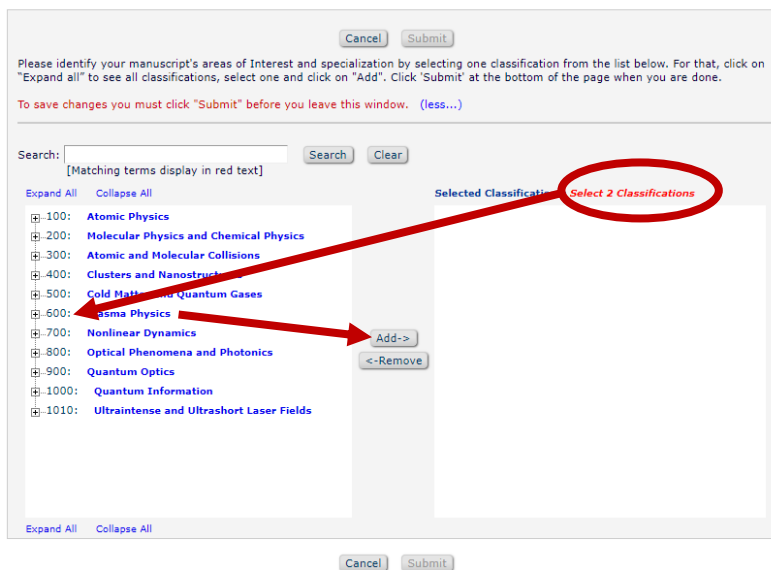 Cancel Submit
Please identify your manuscript's areas of Interest and specialization by selecting one classification from the list below. For that, click on
"Expand all" to see all classifications, select one and click on "Add". Click 'Submit' at the bottom of the page when you are done.
To save changes you must click "Submit" before you leave this window. (less...)
Search: Search Clear
[Matching terms display in red text]
Expand All Collapse All Selected Classifications Select 2 Classifications
100: Atomic Physics
200: Molecular Physics and Chemical Physics
300: Atomic and Molecular Collisions
400: Clusters and Nanostructures
500: Cold Matter and Quantum Gases
600: Plasma Physics
700: Nonlinear Dynamics
Add->
800: Optical Phenomena and Photonics
<-Remove
900: Quantum Optics
1000: Quantum Information
1010: Ultraintense and Ultrashort Laser Fields
Expand All Collapse All
Cancel Submit